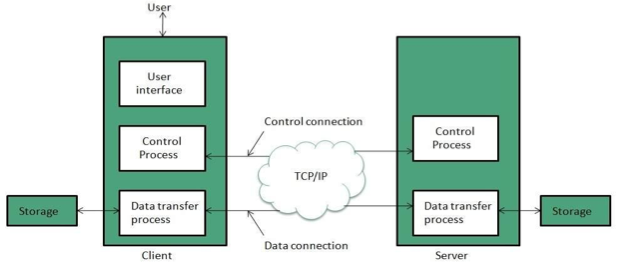 User
User
interface
Control connection
Control
Process
Control
Process
TCP/IP
Storage
Data transfer
process
Data transfer
process
Storage
Data connection
Client
Server